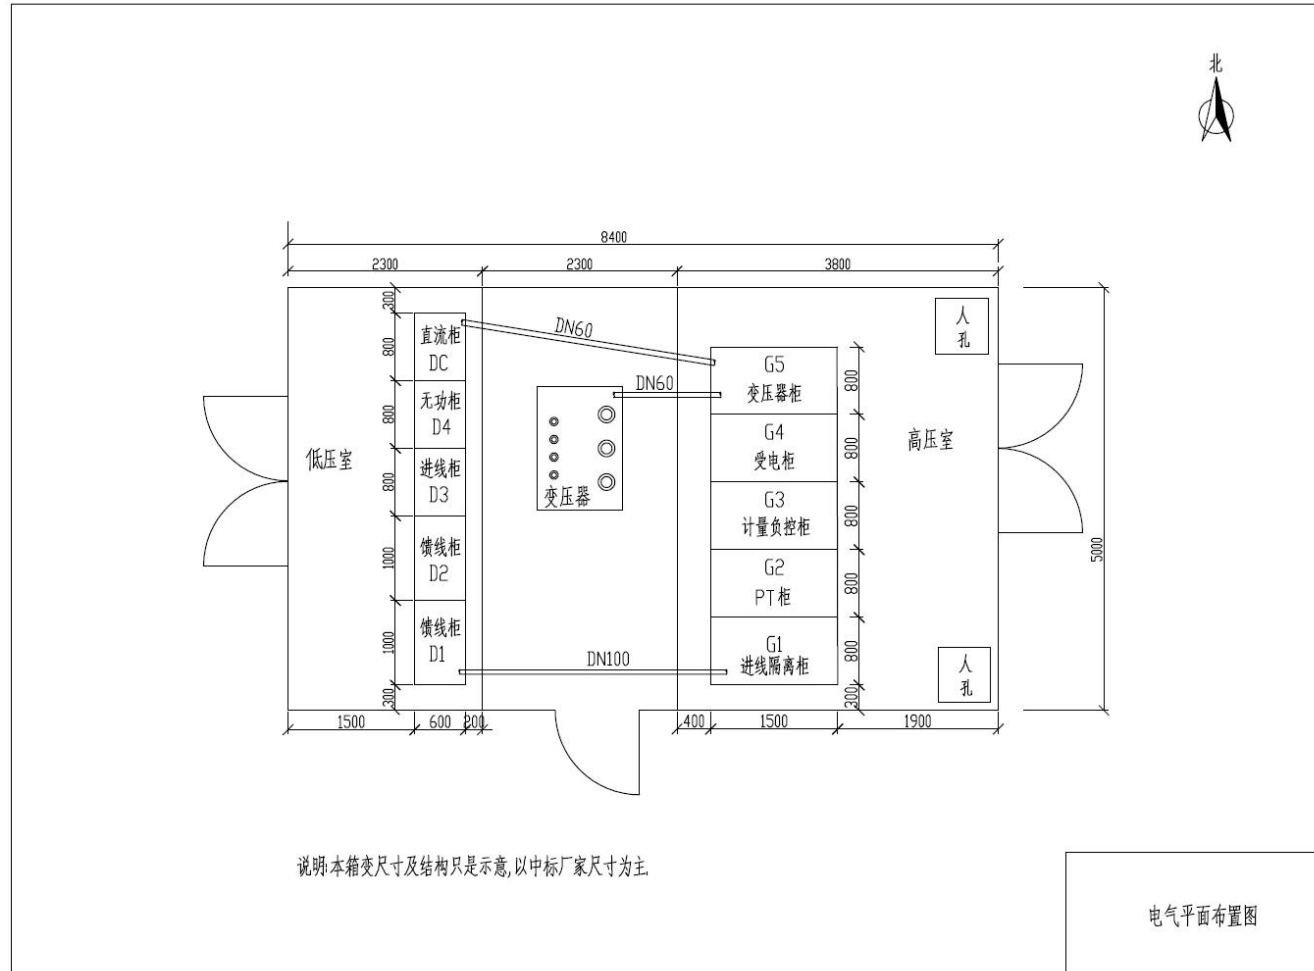 北
8400
2300
2300
3800
300
800
800
800
1000
1000
300
直流柜
DC
无功柜
D4
进线柜
D3
馈线柜
D2
馈线柜
D1
低压室
DN60
DN60
变压器
DN100
G5
变压器柜
G4
受电柜
G3
计量负控柜
G2
PT柜
G1
进线隔离柜
800
800
800
800
800
300
高压室
人
孔
人
孔
5000
1500
600
200
400
1500
1900
说明:本箱变尺寸及结构只是示意,以中标厂家尺寸为主.
电气平面布置图